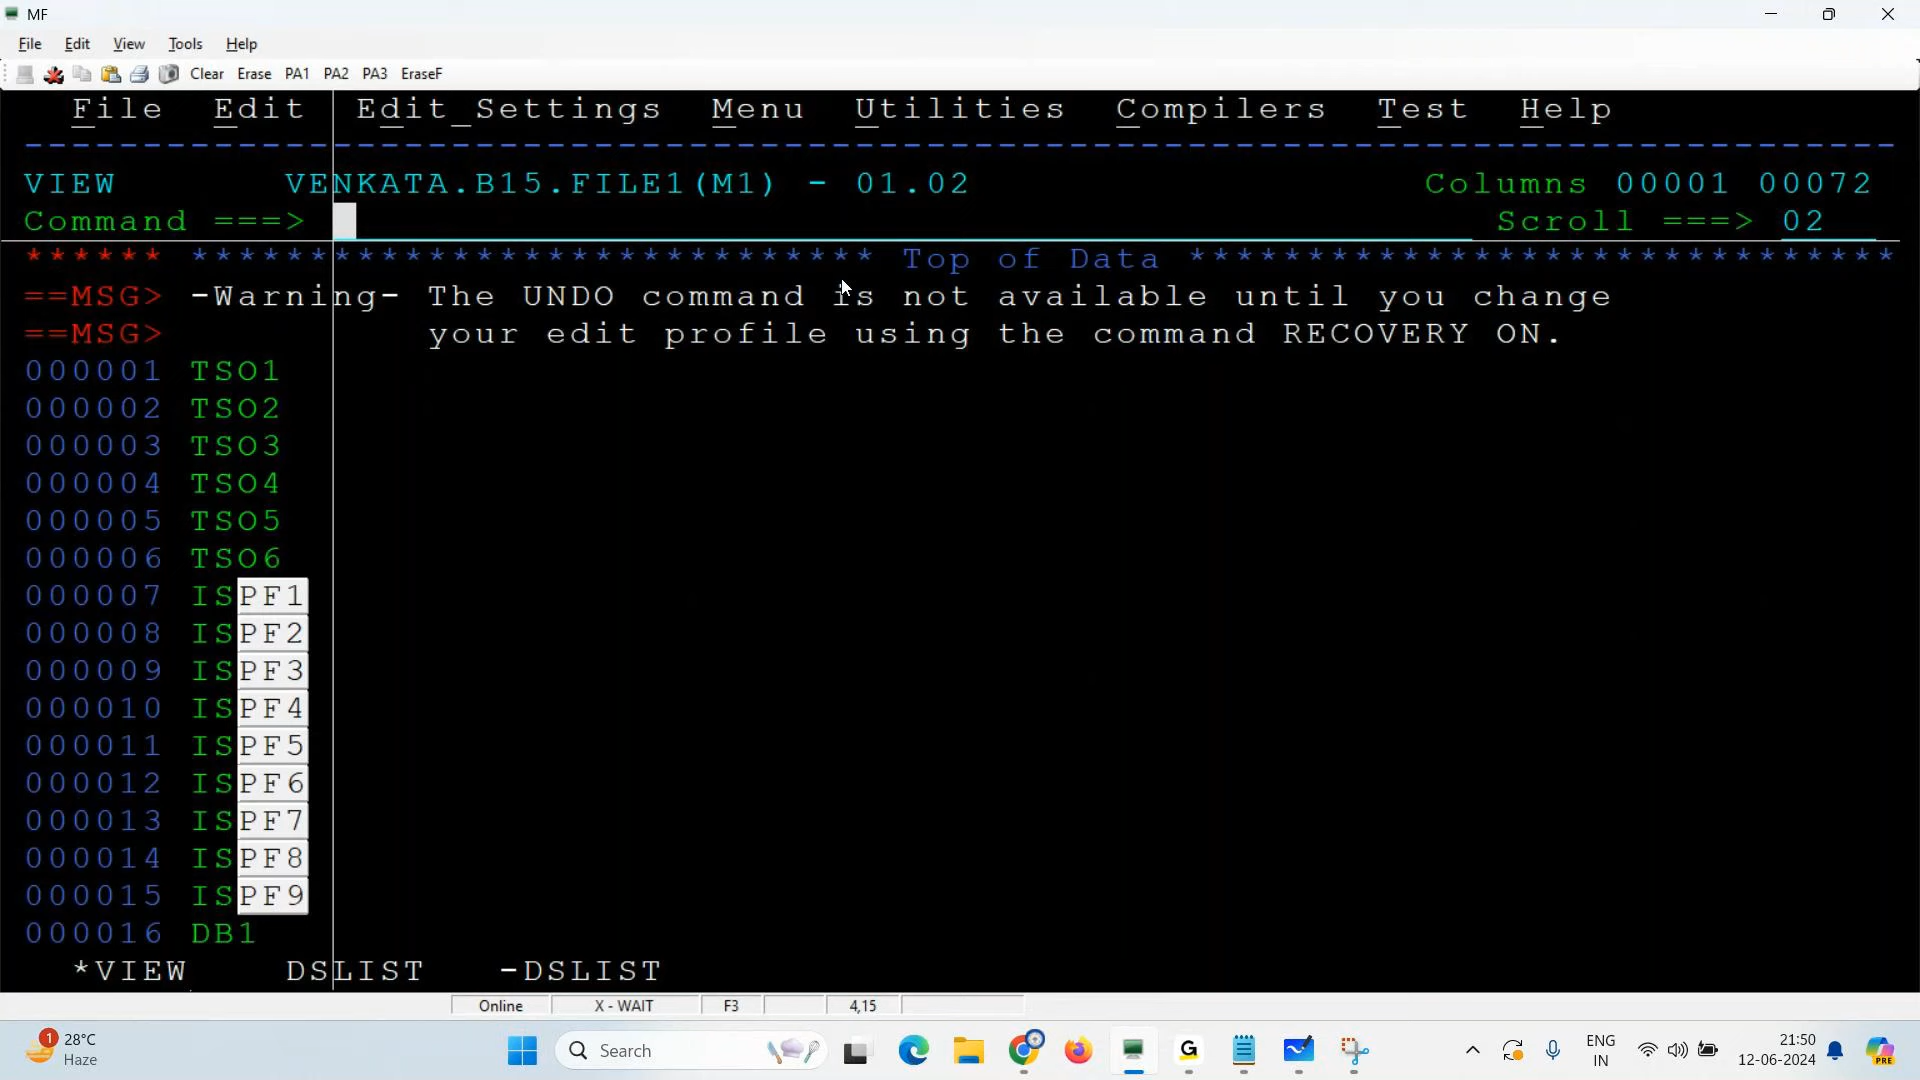 MF
File Edit View Tools Help
Clear Erase PA1 PA2 PA3 EraseF
File Edit Edit_Settings Menu Utilities Compilers Test Help
--------------------------------------------------------------------------------
VIEW VENKATA.B15.FILE1(M1) - 01.02 Columns 00001 00072
Command ===> Scroll ===> 02
****** ***************************** Top of Data ******************************
==MSG> -Warning- The UNDO command is not available until you change
==MSG> your edit profile using the command RECOVERY ON.
000001 TSO1
000002 TSO2
000003 TSO3
000004 TSO4
000005 TSO5
000006 TSO6
000007 ISPF1
000008 ISPF2
000009 ISPF3
000010 ISPF4
000011 ISPF5
000012 ISPF6
000013 ISPF7
000014 ISPF8
000015 ISPF9
000016 DB1
*VIEW DSLIST -DSLIST
Online X - WAIT F3 4,15
1 28°C
Haze
Search
G
ENG
IN
21:50
12-06-2024
PRE